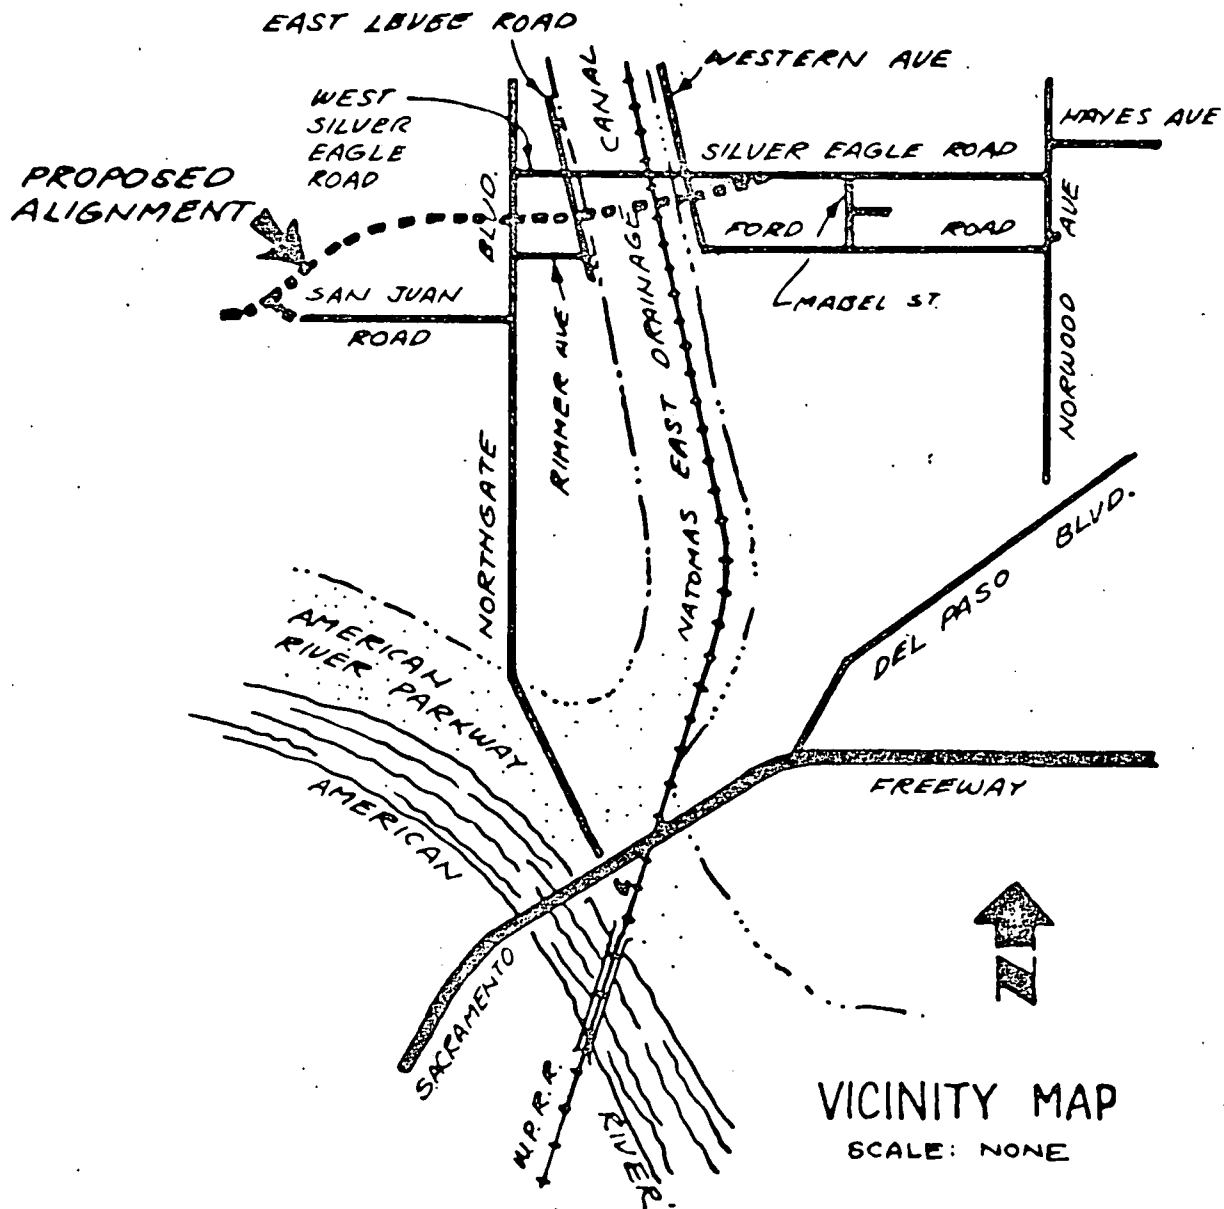 EAST LEVEE ROAD
CANAL
WESTERN AVE
WEST
SILVER
EAGLE
ROAD
HAYES AVE
SILVER EAGLE ROAD
PROPOSED
ALIGNMENT
BLVD.
FORD
ROAD
AVE
SAN JUAN
ROAD
MABEL ST.
RIMMER AVE
NATOMAS EAST DRAINAGE
NORWOOD
NORTHGATE
DEL PASO BLVD.
AMERICAN
RIVER PARKWAY
AMERICAN
FREEWAY
SACRAMENTO
N
W.P.R.R.
RIVER
VICINITY MAP
SCALE: NONE